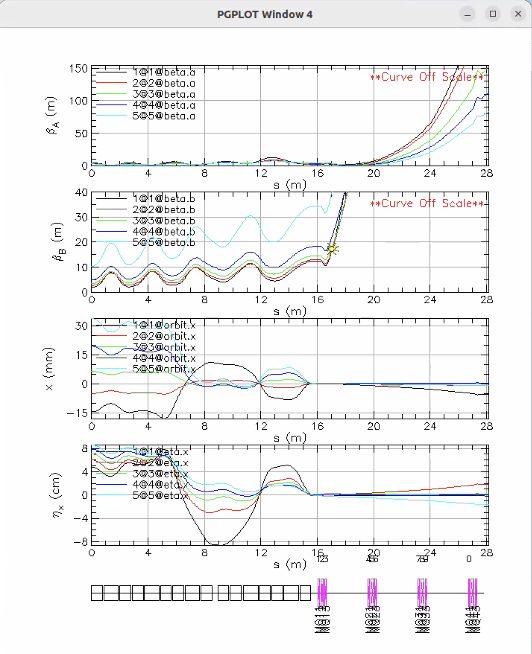 PGPLOT Window 4
150
100
50
0
β_A (m)
1@1@beta.a
2@2@beta.a
3@3@beta.a
4@4@beta.a
5@5@beta.a
**Curve Off Scale**
0 4 8 12 16 20 24 28
s (m)
40
30
20
10
0
β_B (m)
1@1@beta.b
2@2@beta.b
3@3@beta.b
4@4@beta.b
5@5@beta.b
**Curve Off Scale**
0 4 8 12 16 20 24 28
s (m)
30
15
0
−15
x (mm)
1@1@orbit.x
2@2@orbit.x
3@3@orbit.x
4@4@orbit.x
5@5@orbit.x
0 4 8 12 16 20 24 28
s (m)
8
4
0
−4
−8
η_x (cm)
1@1@eta.x
2@2@eta.x
3@3@eta.x
4@4@eta.x
5@5@eta.x
0 4 8 12 16 20 24 28
s (m)